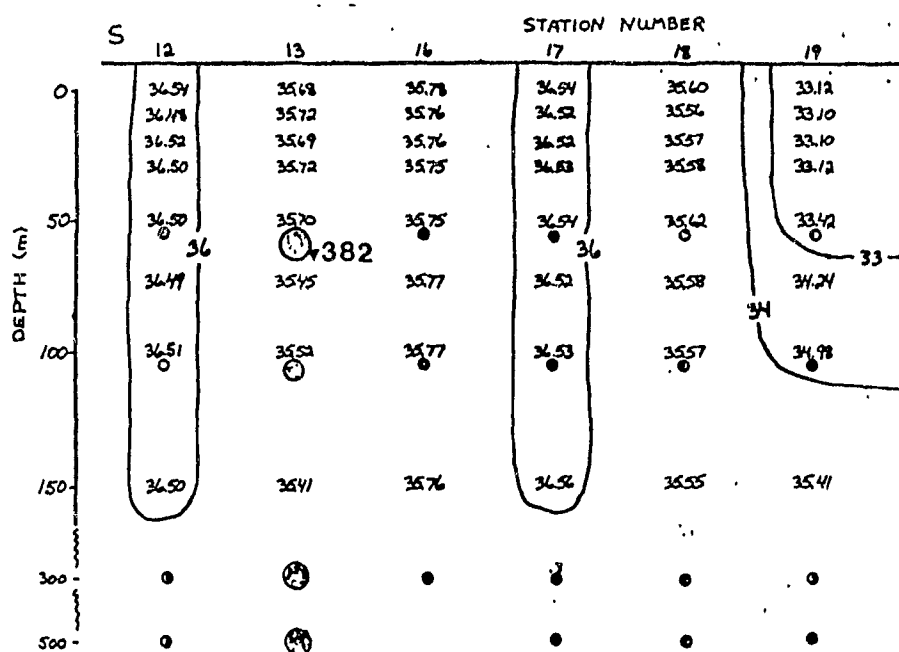 STATION NUMBER
S 12 13 16 17 18 19
0 36.54 35.68 35.78 36.54 35.60 33.12
36.48 35.72 35.76 36.52 35.56 33.10
36.52 35.69 35.76 36.52 35.57 33.10
36.50 35.72 35.75 36.53 35.58 33.12
50 36.50 35.70 35.75 36.54 35.62 33.42
36 382 36 33
36.49 35.45 35.77 36.52 35.58 34.24
34
100 36.51 35.52 35.77 36.53 35.57 34.98
150 36.50 35.41 35.76 36.56 35.55 35.41
300
500
DEPTH (m)